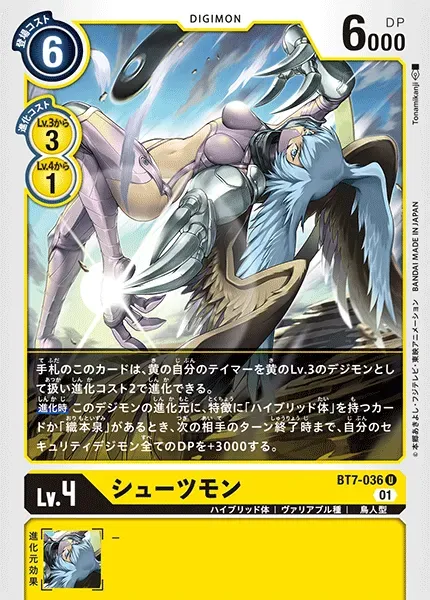 DIGIMON
登場コスト
6
DP
6000
進化コスト
Lv.3から
3
Lv.4から
1
Tonamikanji
BANDAI MADE IN JAPAN
©本郷あきよし・フジテレビ・東映アニメーション
手札のこのカードは、黄の自分のテイマーを黄のLv.3のデジモンとし
て扱い進化コスト2で進化できる。
進化時 このデジモンの進化元に、特徴に「ハイブリッド体」を持つカー
ドか「織本泉」があるとき、次の相手のターン終了時まで、自分のセ
キュリティデジモン全てのDPを+3000する。
Lv.4
シューツモン
BT7-036 U
01
ハイブリッド体 | ヴァリアブル種 | 鳥人型
進化元効果
–